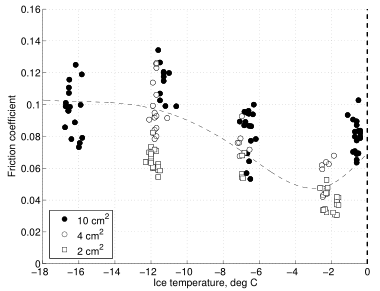 0.16
0.14
0.12
0.1
0.08
0.06
0.04
0.02
0
Friction coefficient
10 cm²
4 cm²
2 cm²
−18 −16 −14 −12 −10 −8 −6 −4 −2 0
Ice temperature, deg C